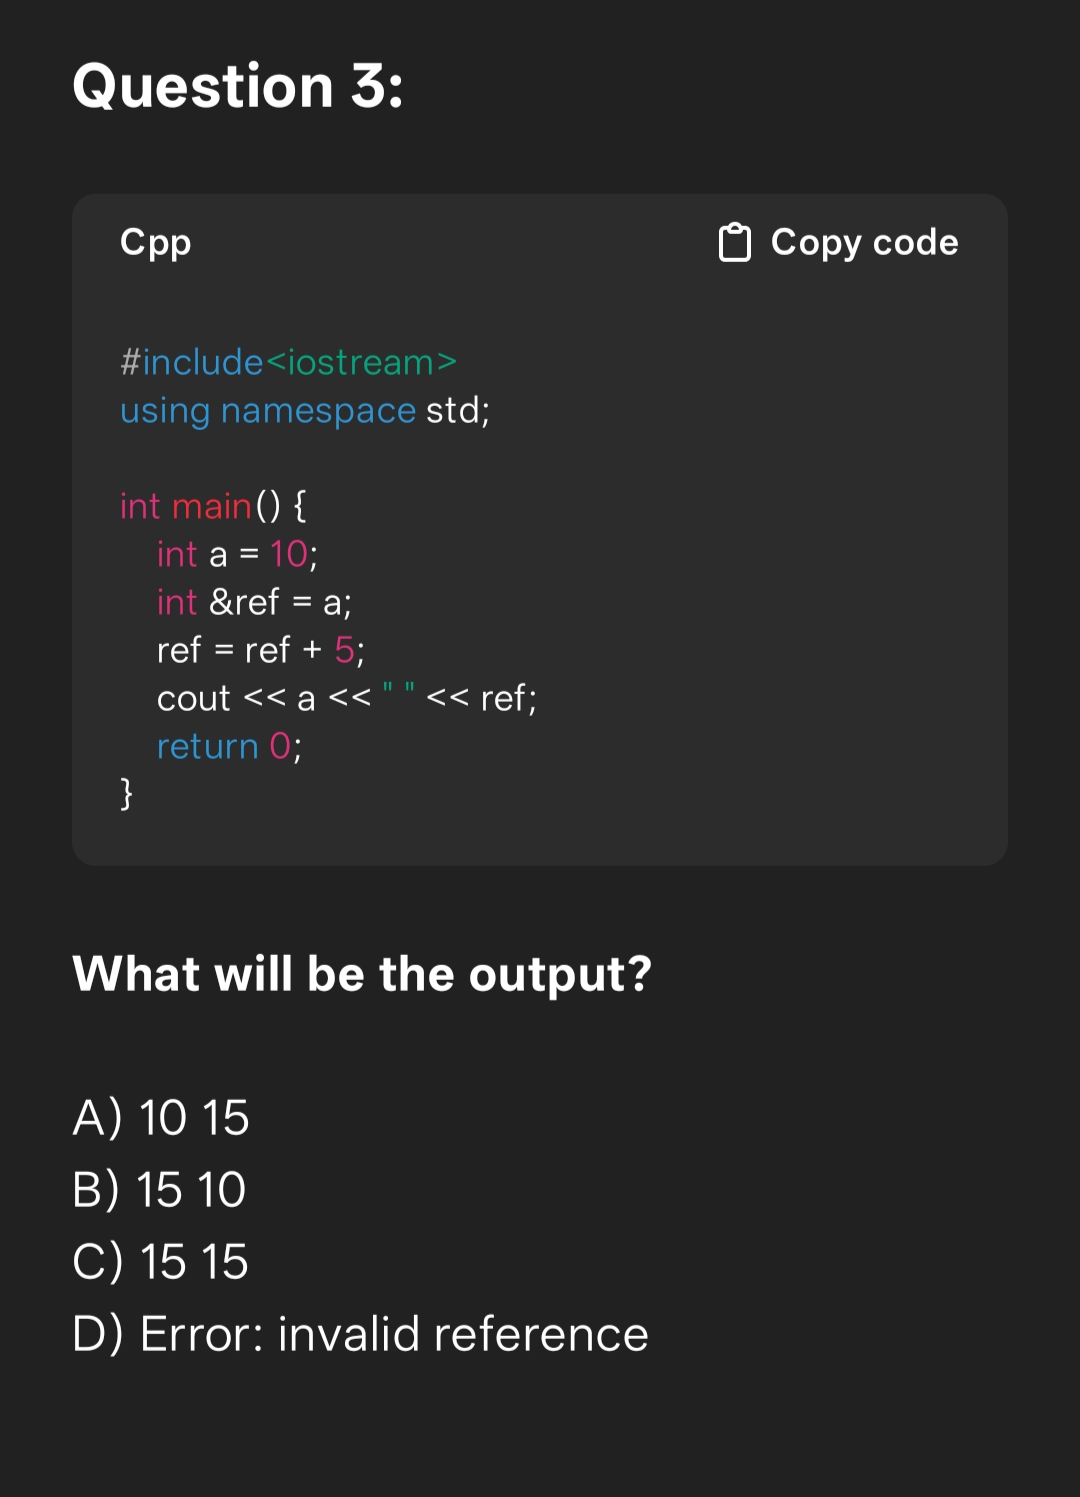 Question 3:
Cpp
Copy code
#include<iostream>
using namespace std;
int main() {
int a = 10;
int &ref = a;
ref = ref + 5;
cout << a << " " << ref;
return 0;
}
What will be the output?
A) 10 15
B) 15 10
C) 15 15
D) Error: invalid reference